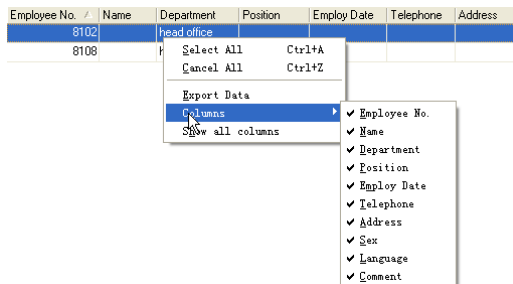 Employee No. Name Department Position Employ Date Telephone Address
8102 head office
8108 h
Select All Ctrl+A
Cancel All Ctrl+Z
Export Data
Columns
Show all columns
Employee No.
Name
Department
Position
Employ Date
Telephone
Address
Sex
Language
Comment